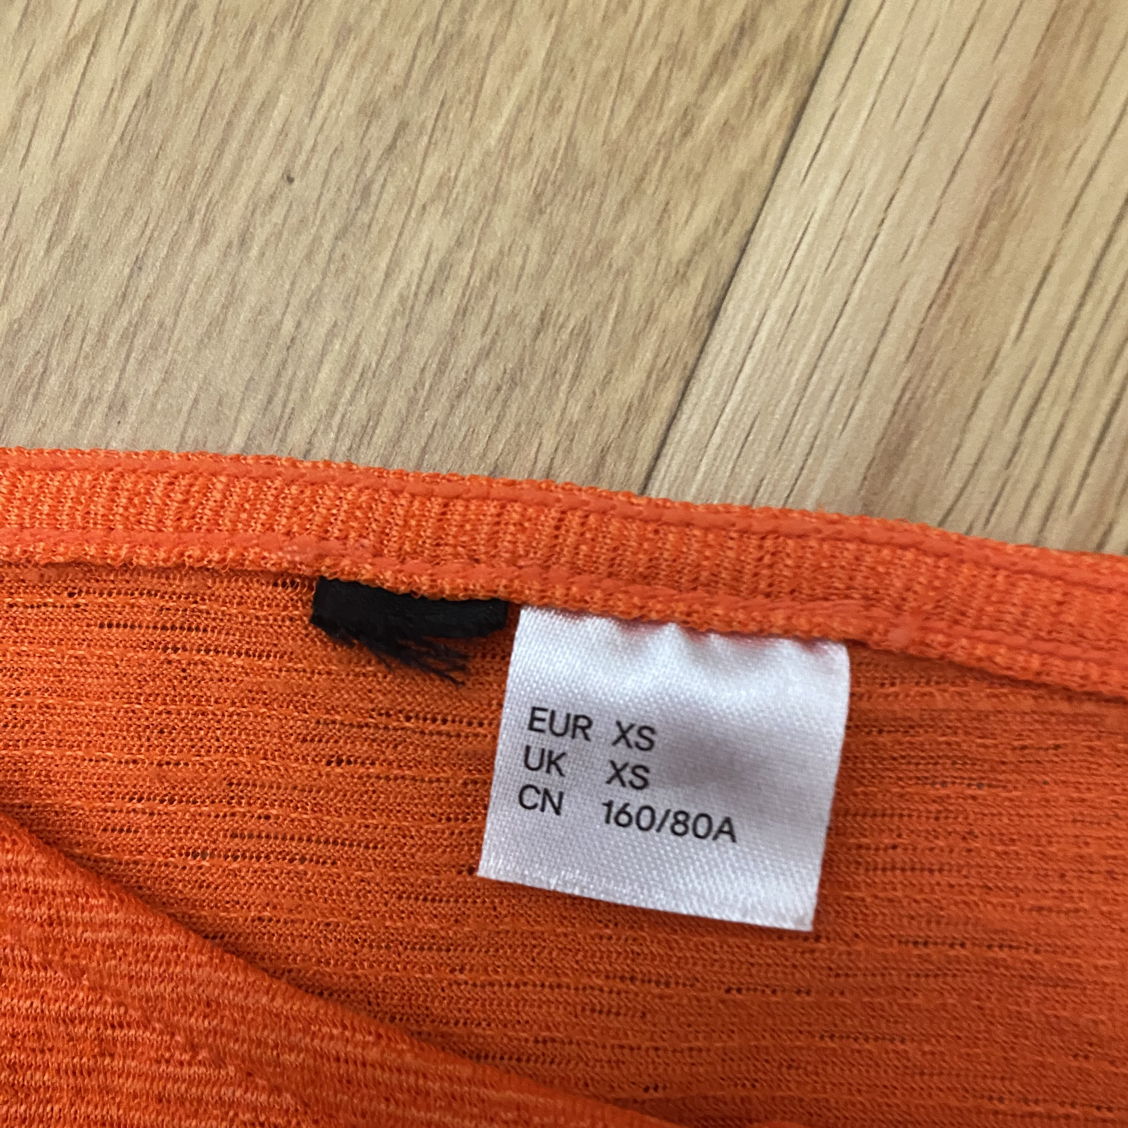 EUR XS
UK XS
CN 160/80A